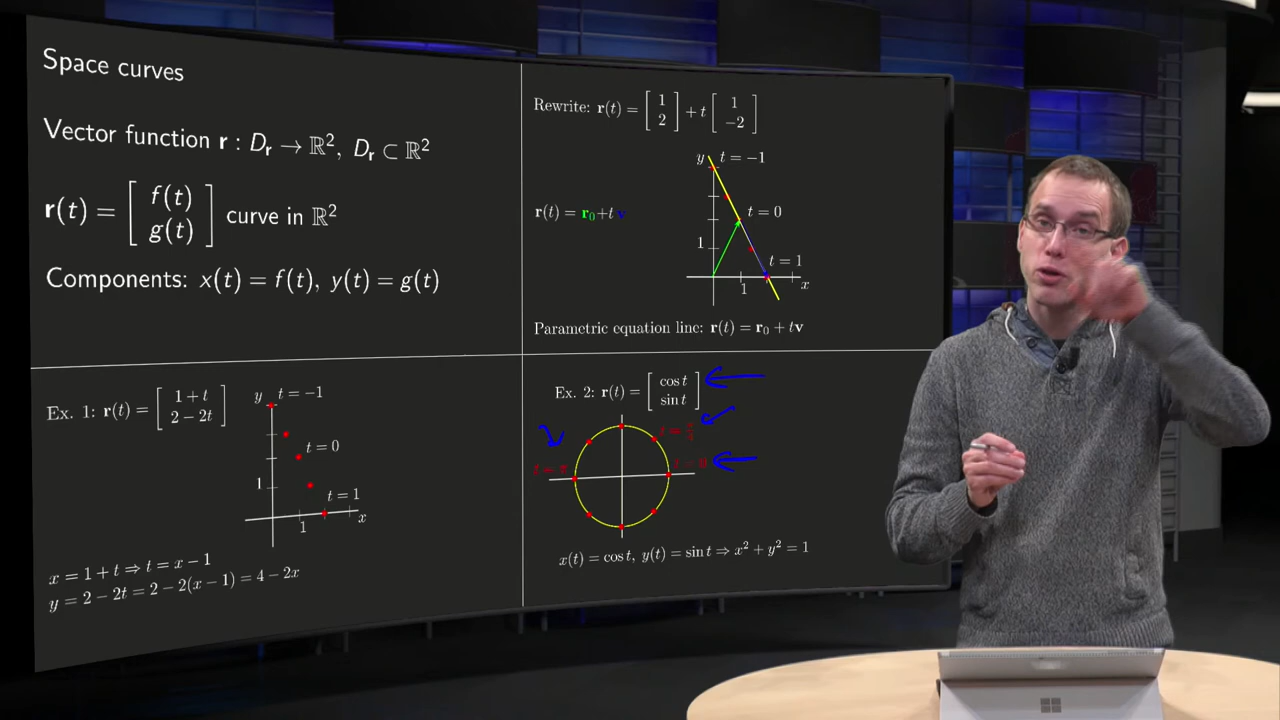 Space curves
Vector function r : D_r → ℝ², D_r ⊂ ℝ²
r(t) = [ f(t) g(t) ] curve in ℝ²
Components: x(t) = f(t), y(t) = g(t)
Rewrite: r(t) = [ 1 2 ] + t [ 1 −2 ]
y t = −1
r(t) = r₀+t v
t = 0
1
t = 1
1 x
Parametric equation line: r(t) = r₀ + tv
Ex. 1: r(t) = [ 1 + t 2 − 2t ]
y t = −1
t = 0
1
t = 1
1 x
x = 1 + t ⇒ t = x − 1
y = 2 − 2t = 2 − 2(x − 1) = 4 − 2x
Ex. 2: r(t) = [ cos t sin t ]
t = π/4
t = π t = 0
x(t) = cos t, y(t) = sin t ⇒ x² + y² = 1